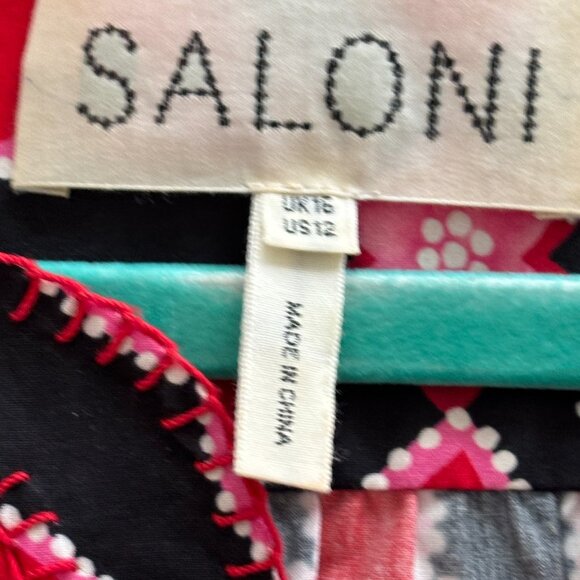 SALONI
UK16
US12
MADE IN CHINA